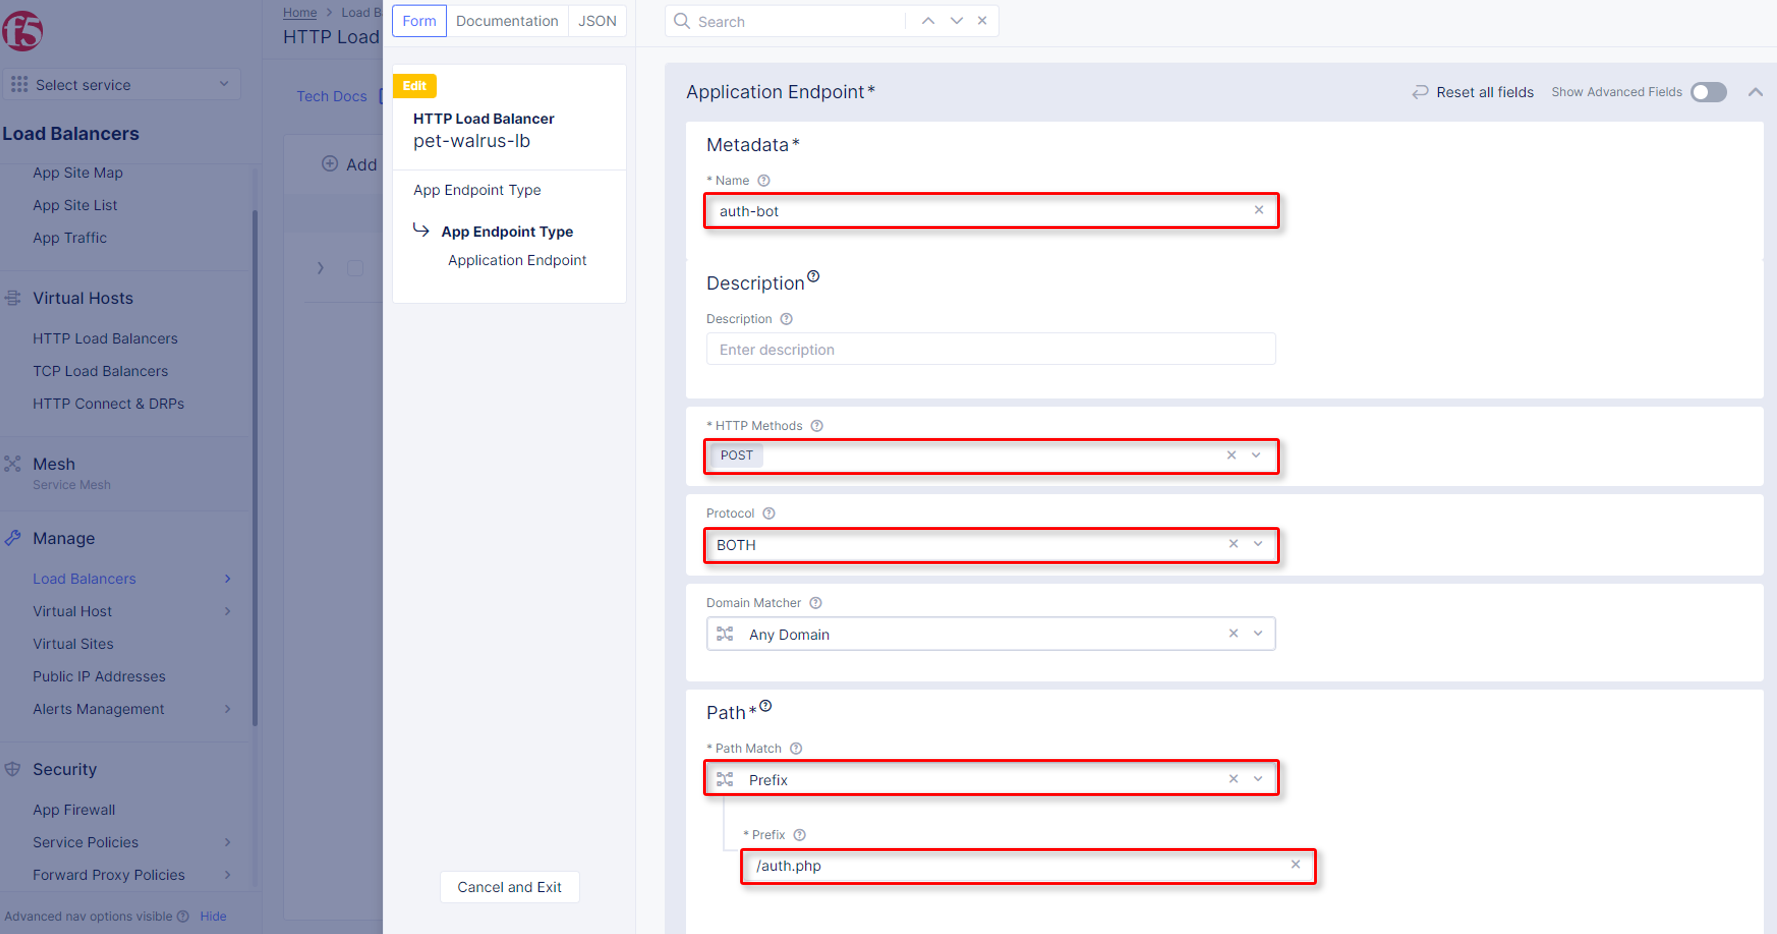 f5
Select service
Load Balancers
App Site Map
App Site List
App Traffic
Virtual Hosts
HTTP Load Balancers
TCP Load Balancers
HTTP Connect & DRPs
Mesh
Service Mesh
Manage
Load Balancers
Virtual Host
Virtual Sites
Public IP Addresses
Alerts Management
Security
App Firewall
Service Policies
Forward Proxy Policies
Advanced nav options visible Hide
Home > Load B
HTTP Load
Tech Docs
Add
Form Documentation JSON
Edit
HTTP Load Balancer
pet-walrus-lb
App Endpoint Type
App Endpoint Type
Application Endpoint
Cancel and Exit
Search
Application Endpoint*
Reset all fields Show Advanced Fields
Metadata*
* Name
auth-bot
Description
Description
Enter description
* HTTP Methods
POST
Protocol
BOTH
Domain Matcher
Any Domain
Path*
* Path Match
Prefix
* Prefix
/auth.php